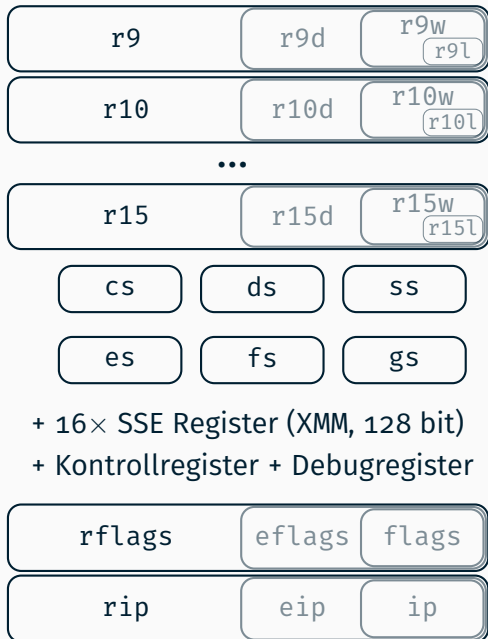 r9 r9d r9w r9l
r10 r10d r10w r10l
...
r15 r15d r15w r15l
cs ds ss
es fs gs
+ 16× SSE Register (XMM, 128 bit)
+ Kontrollregister + Debugregister
rflags eflags flags
rip eip ip